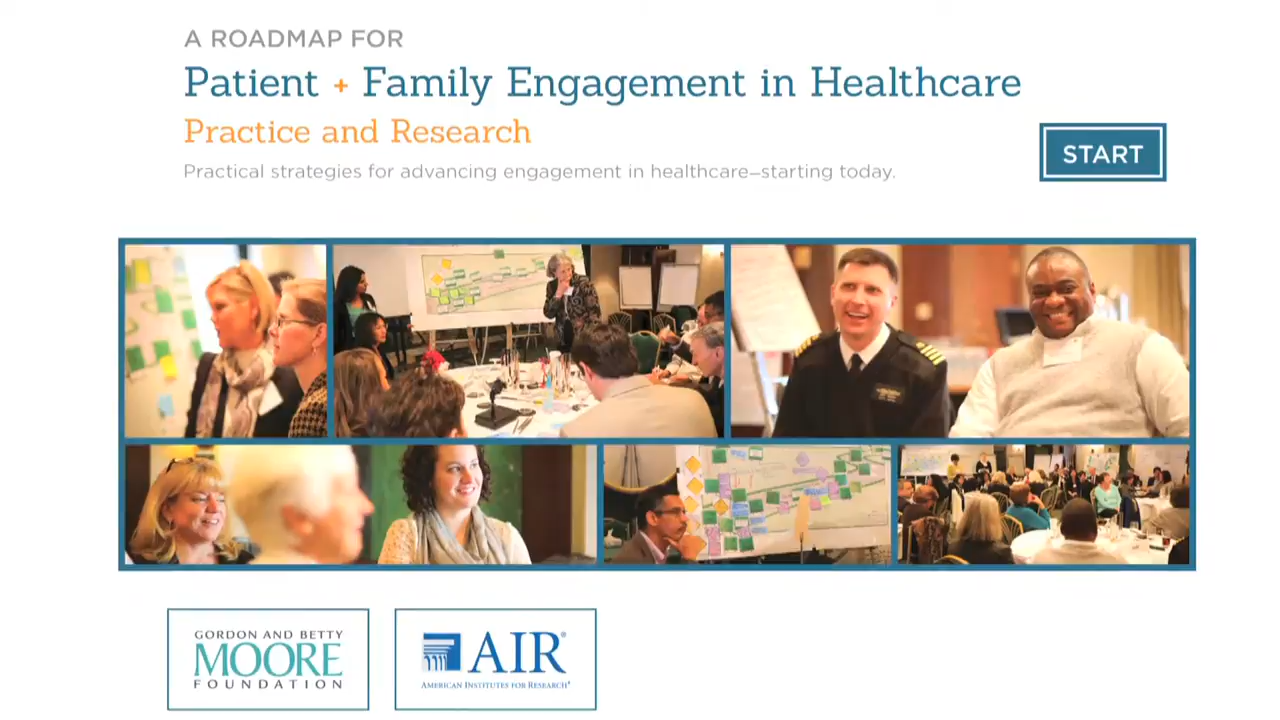 A ROADMAP FOR
Patient + Family Engagement in Healthcare
Practice and Research
Practical strategies for advancing engagement in healthcare—starting today.
START
GORDON AND BETTY
MOORE
FOUNDATION
AIR®
AMERICAN INSTITUTES FOR RESEARCH®